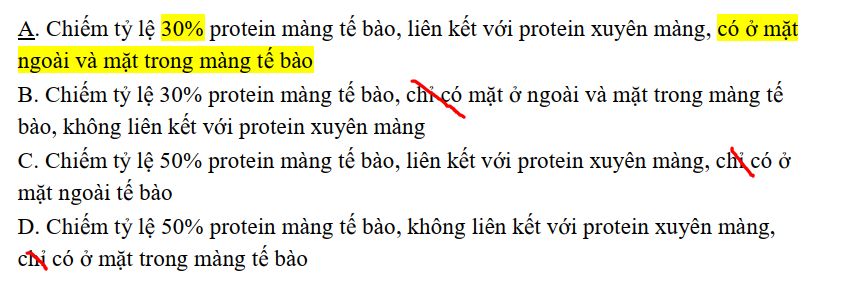 A. Chiếm tỷ lệ 30% protein màng tế bào, liên kết với protein xuyên màng, có ở mặt
ngoài và mặt trong màng tế bào
B. Chiếm tỷ lệ 30% protein màng tế bào, chỉ có mặt ở ngoài và mặt trong màng tế
bào, không liên kết với protein xuyên màng
C. Chiếm tỷ lệ 50% protein màng tế bào, liên kết với protein xuyên màng, chỉ có ở
mặt ngoài tế bào
D. Chiếm tỷ lệ 50% protein màng tế bào, không liên kết với protein xuyên màng,
chỉ có ở mặt trong màng tế bào